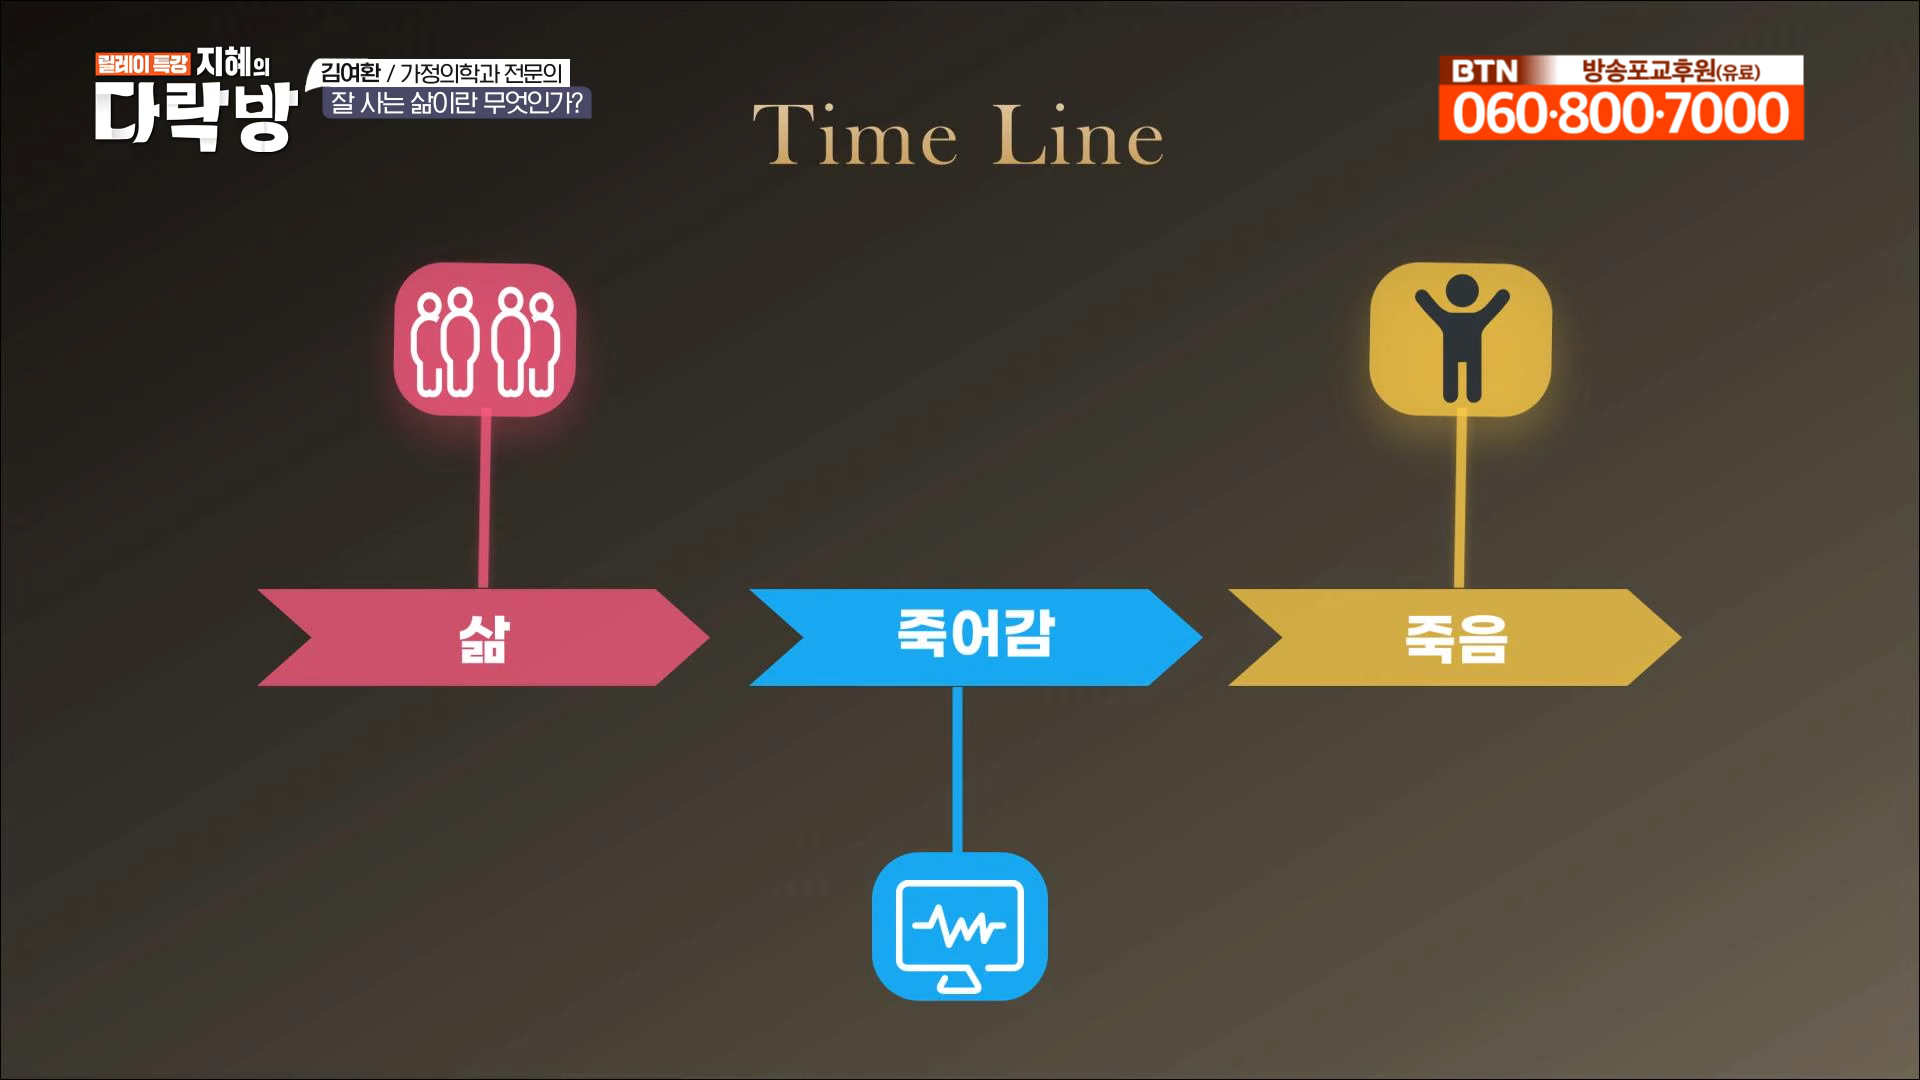 릴레이 특강 지혜의
다락방
김여환 / 가정의학과 전문의
잘 사는 삶이란 무엇인가?
Time Line
BTN 방송포교후원(유료)
060·800·7000
삶
죽어감
죽음